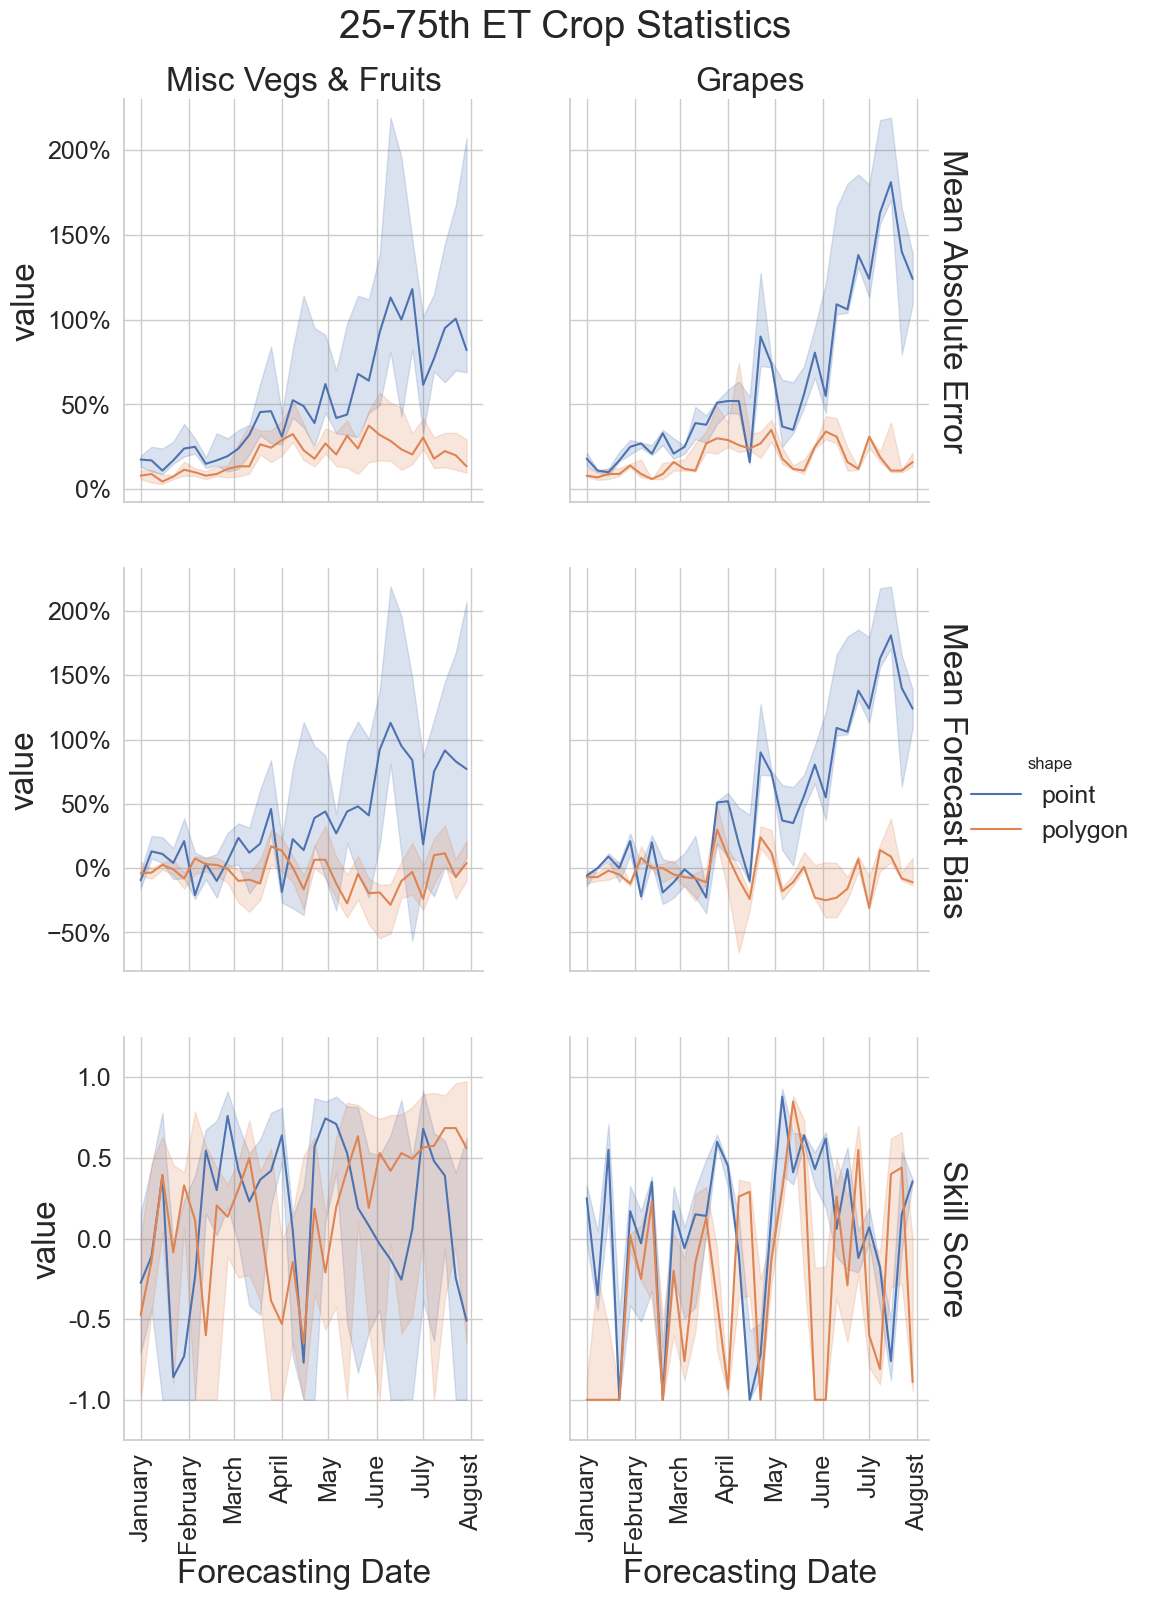 25-75th ET Crop Statistics
Misc Vegs & Fruits
Grapes
200%
150%
100%
50%
0%
value
Mean Absolute Error
200%
150%
100%
50%
0%
−50%
value
Mean Forecast Bias
shape
point
polygon
1.0
0.5
0.0
-0.5
-1.0
value
Skill Score
January
February
March
April
May
June
July
August
January
February
March
April
May
June
July
August
Forecasting Date
Forecasting Date